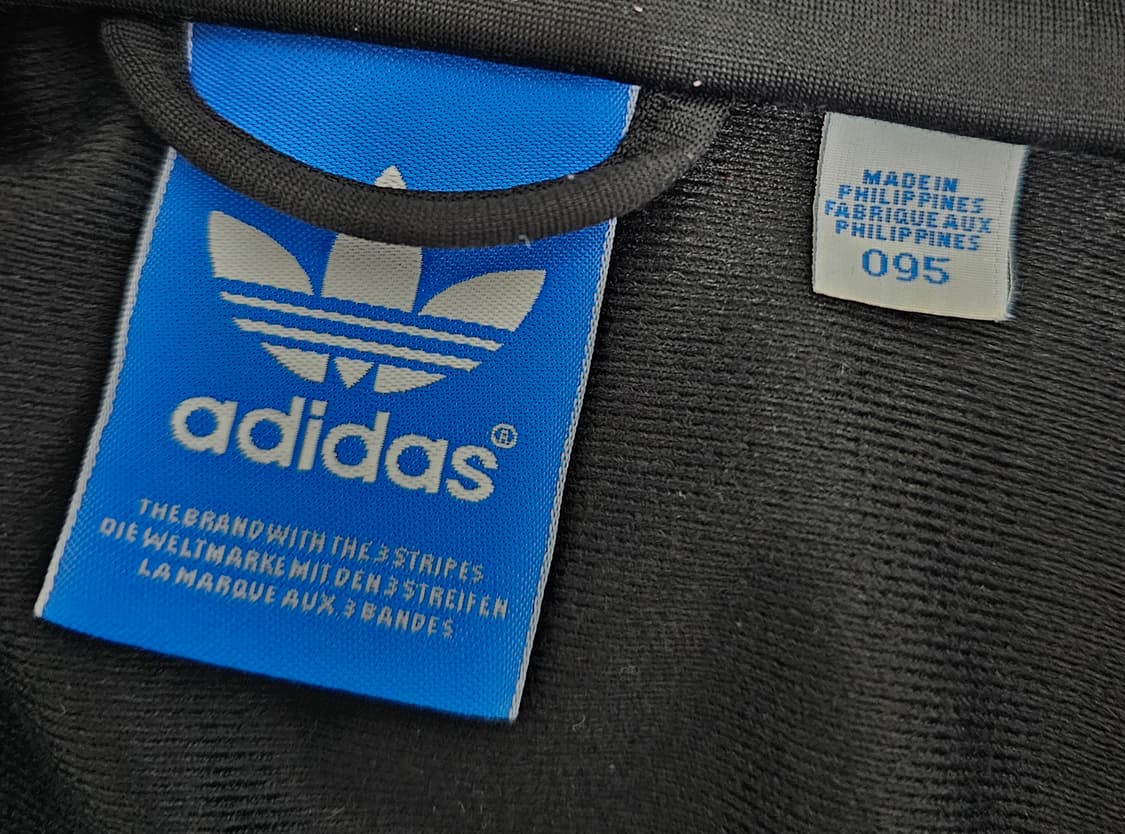 adidas®
THE BRAND WITH THE 3 STRIPES
DIE WELTMARKE MIT DEN 3 STREIFEN
LA MARQUE AUX 3 BANDES
MADE IN
PHILIPPINES
FABRIQUE AUX
PHILIPPINES
095